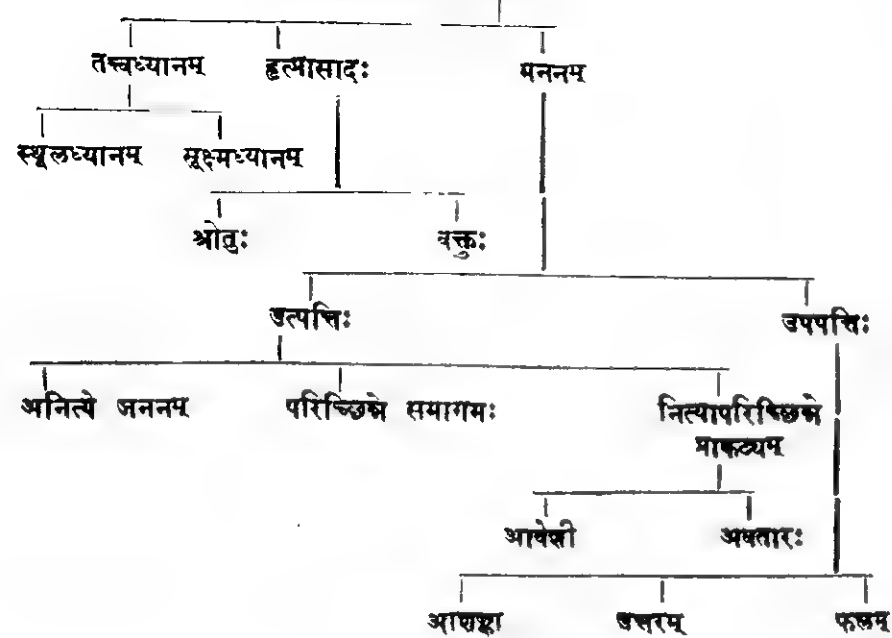 तत्त्वध्यानम् हृत्प्रासादः मननम्
स्थूलध्यानम् सूक्ष्मध्यानम्
श्रोतुः वक्तुः
उत्पत्तिः उपपत्तिः
अनित्ये जननम् परिच्छिन्ने समागमः नित्यापरिच्छिन्ने
प्राकट्यम्
आवेशी अवतारः
आशङ्का उत्तरम् फलम्